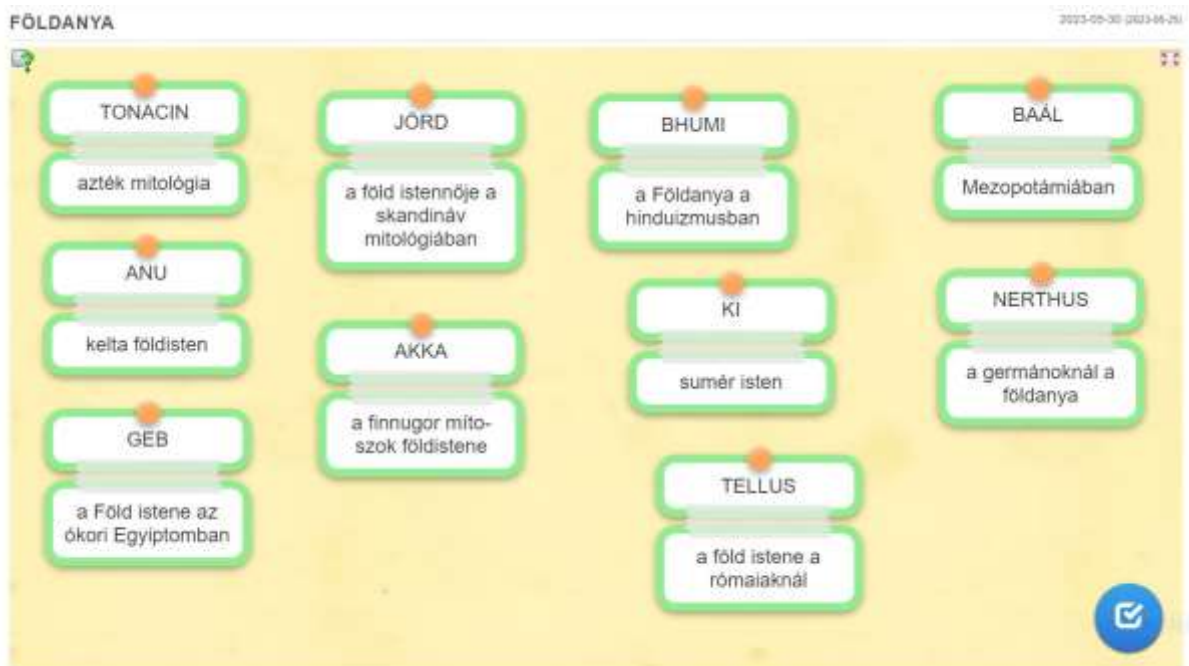 FÖLDANYA
TONACIN
azték mitológia
ANU
kelta földisten
GEB
a Föld istene az
ókori Egyiptomban
JÖRD
a föld istennője a
skandináv
mitológiában
AKKA
a finnugor míto-
szok földistene
BHUMI
a Földanya a
hinduizmusban
KI
sumér isten
TELLUS
a föld istene a
rómaiaknál
BAÁL
Mezopotámiában
NERTHUS
a germánoknál a
földanya